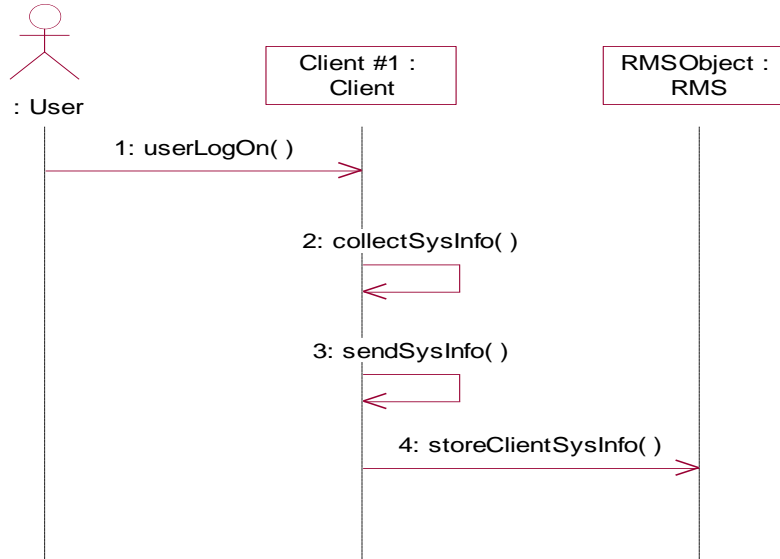 Client #1 :
Client
RMSObject :
RMS
: User
1: userLogOn( )
2: collectSysInfo( )
3: sendSysInfo( )
4: storeClientSysInfo( )